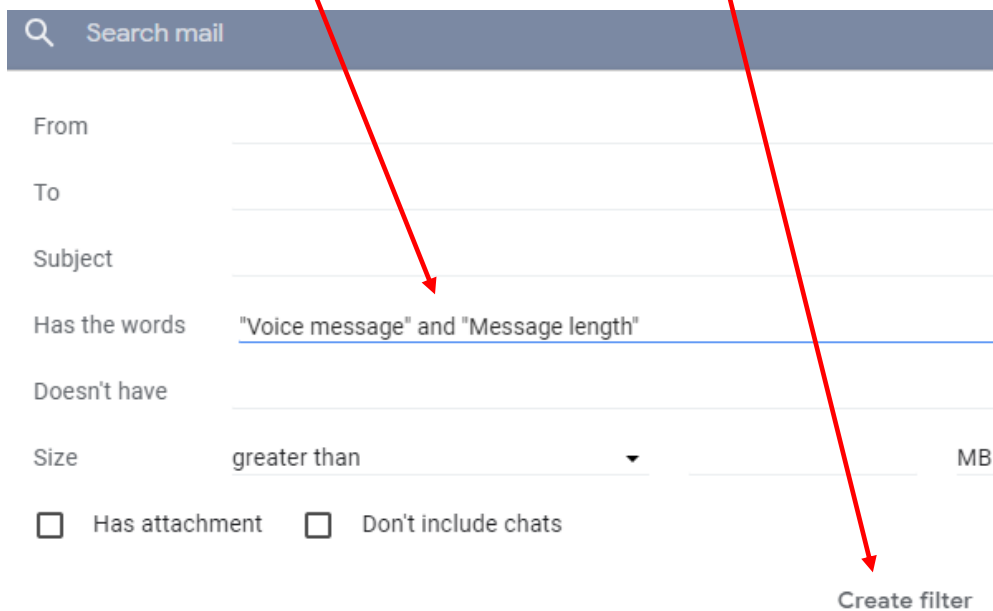 Search mail
From
To
Subject
Has the words "Voice message" and "Message length"
Doesn't have
Size greater than MB
Has attachment Don't include chats
Create filter